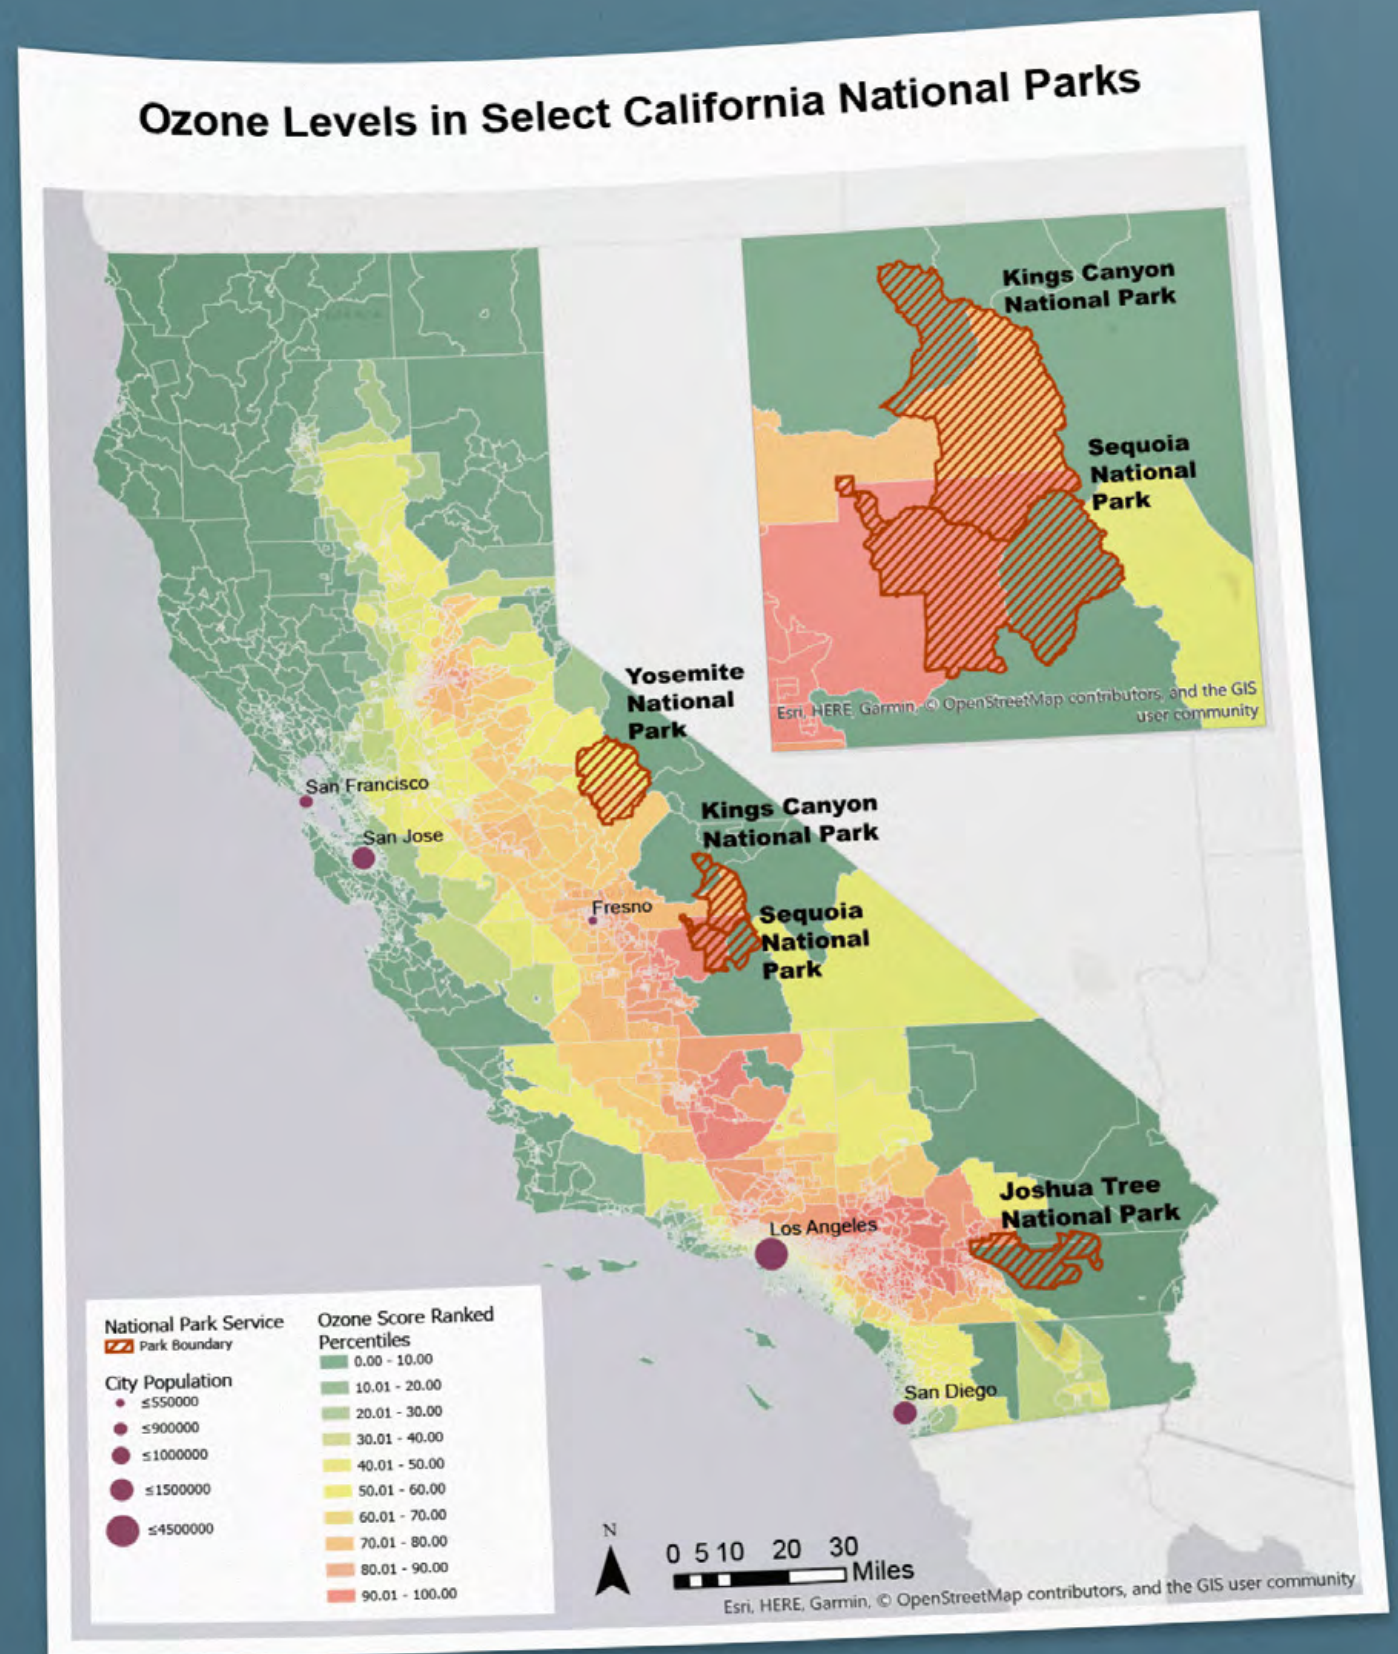 Ozone Levels in Select California National Parks
Kings Canyon
National Park
Sequoia
National
Park
Esri, HERE, Garmin, © OpenStreetMap contributors, and the GIS
user community
Yosemite
National
Park
Kings Canyon
National Park
Sequoia
National
Park
San Francisco
San Jose
Fresno
Joshua Tree
National Park
Los Angeles
San Diego
National Park Service
Park Boundary
City Population
≤550000
≤900000
≤1000000
≤1500000
≤4500000
Ozone Score Ranked
Percentiles
0.00 - 10.00
10.01 - 20.00
20.01 - 30.00
30.01 - 40.00
40.01 - 50.00
50.01 - 60.00
60.01 - 70.00
70.01 - 80.00
80.01 - 90.00
90.01 - 100.00
N
0 5 10 20 30
Miles
Esri, HERE, Garmin, © OpenStreetMap contributors, and the GIS user community